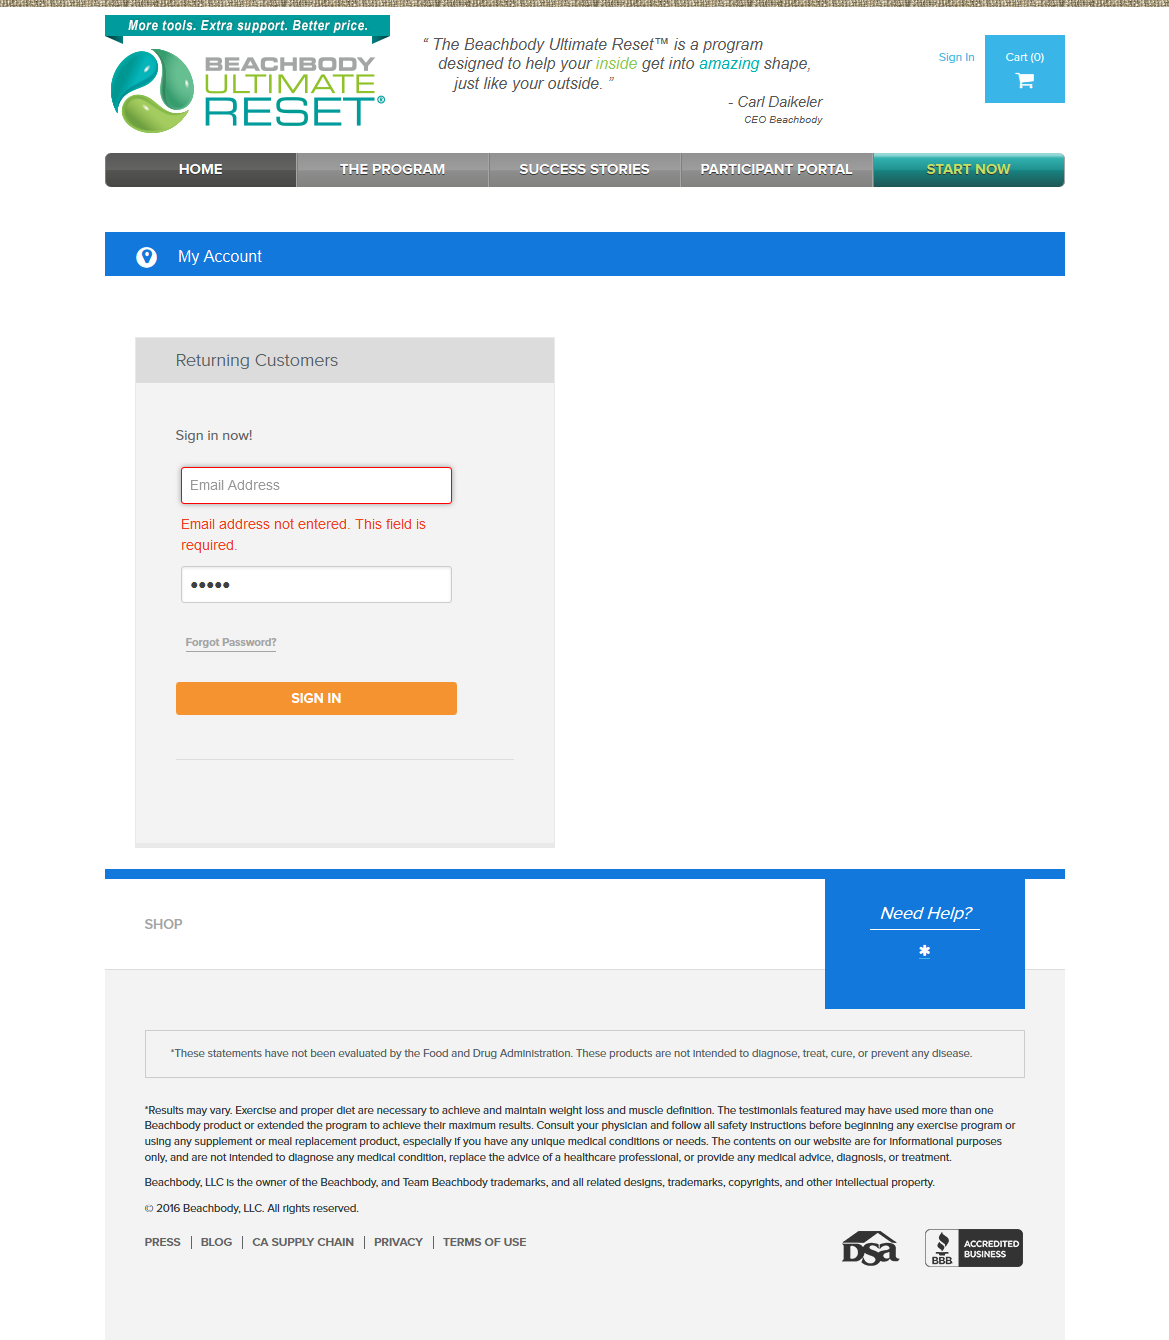 More tools. Extra support. Better price.
BEACHBODY
ULTIMATE
RESET®
“ The Beachbody Ultimate Reset™ is a program
designed to help your inside get into amazing shape,
just like your outside. ”
- Carl Daikeler
CEO Beachbody
Sign In
Cart (0)
HOME
THE PROGRAM
SUCCESS STORIES
PARTICIPANT PORTAL
START NOW
My Account
Returning Customers
Sign in now!
Email Address
Email address not entered. This field is
required.
●●●●●
Forgot Password?
SIGN IN
SHOP
Need Help?
*
*These statements have not been evaluated by the Food and Drug Administration. These products are not intended to diagnose, treat, cure, or prevent any disease.
*Results may vary. Exercise and proper diet are necessary to achieve and maintain weight loss and muscle definition. The testimonials featured may have used more than one
Beachbody product or extended the program to achieve their maximum results. Consult your physician and follow all safety instructions before beginning any exercise program or
using any supplement or meal replacement product, especially if you have any unique medical conditions or needs. The contents on our website are for informational purposes
only, and are not intended to diagnose any medical condition, replace the advice of a healthcare professional, or provide any medical advice, diagnosis, or treatment.
Beachbody, LLC is the owner of the Beachbody, and Team Beachbody trademarks, and all related designs, trademarks, copyrights, and other intellectual property.
© 2016 Beachbody, LLC. All rights reserved.
PRESS | BLOG | CA SUPPLY CHAIN | PRIVACY | TERMS OF USE
DSA
BBB
ACCREDITED
BUSINESS